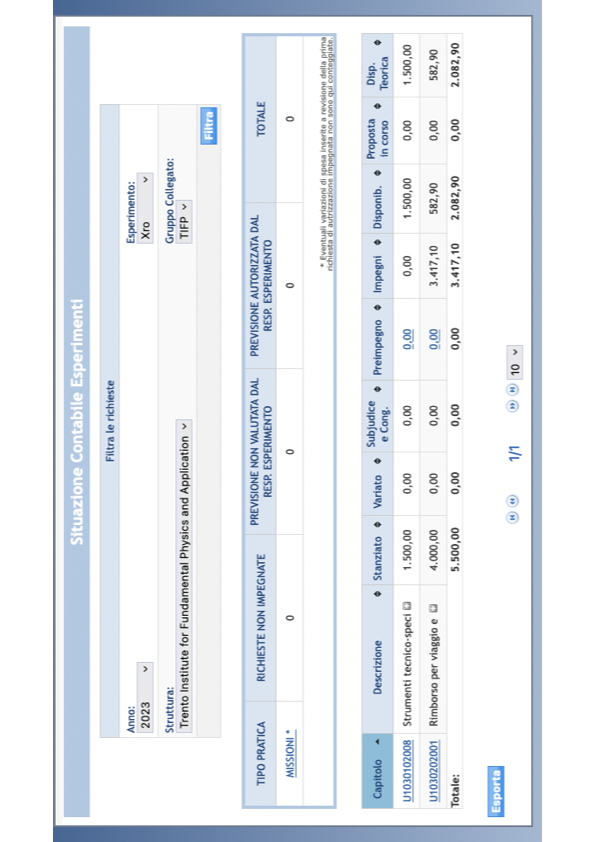 Situazione Contabile Esperimenti
Filtra le richieste
Anno: Esperimento:
2023 Xro
Struttura: Gruppo Collegato:
Trento Institute for Fundamental Physics and Application TIFP
Filtra
TIPO PRATICA RICHIESTE NON IMPEGNATE PREVISIONE NON VALUTATA DAL RESP. ESPERIMENTO PREVISIONE AUTORIZZATA DAL RESP. ESPERIMENTO TOTALE
MISSIONI * 0 0 0 0
* Eventuali variazioni di spesa inserite a revisione della prima
richiesta di autrizzazione impegnata non sono qui conteggiate.
Capitolo Descrizione Stanziato Variato Subjudice e Cong. Preimpegno Impegni Disponib. Proposta in corso Disp. Teorica
U1030102008 Strumenti tecnico-speci 1.500,00 0,00 0,00 0,00 0,00 1.500,00 0,00 1.500,00
U1030202001 Rimborso per viaggio e 4.000,00 0,00 0,00 0,00 3.417,10 582,90 0,00 582,90
Totale: 5.500,00 0,00 0,00 0,00 3.417,10 2.082,90 0,00 2.082,90
1/1 10
Esporta